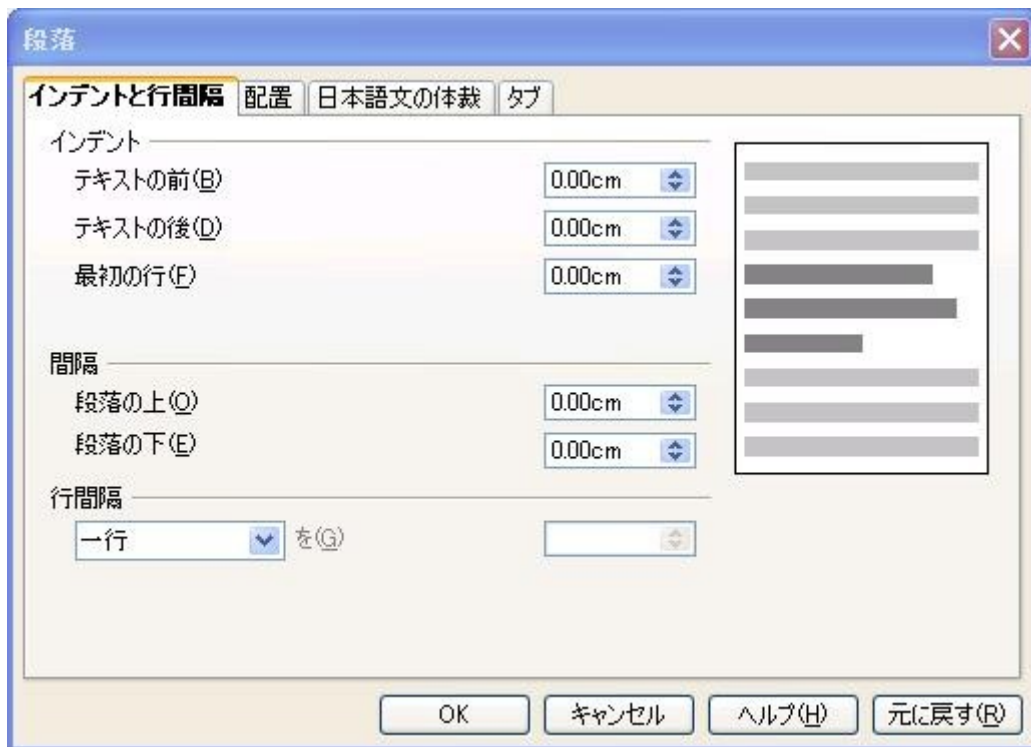 段落
インデントと行間隔 配置 日本語文の体裁 タブ
インデント
テキストの前(B) 0.00cm
テキストの後(D) 0.00cm
最初の行(F) 0.00cm
間隔
段落の上(O) 0.00cm
段落の下(E) 0.00cm
行間隔
一行 を(G)
OK キャンセル ヘルプ(H) 元に戻す(R)